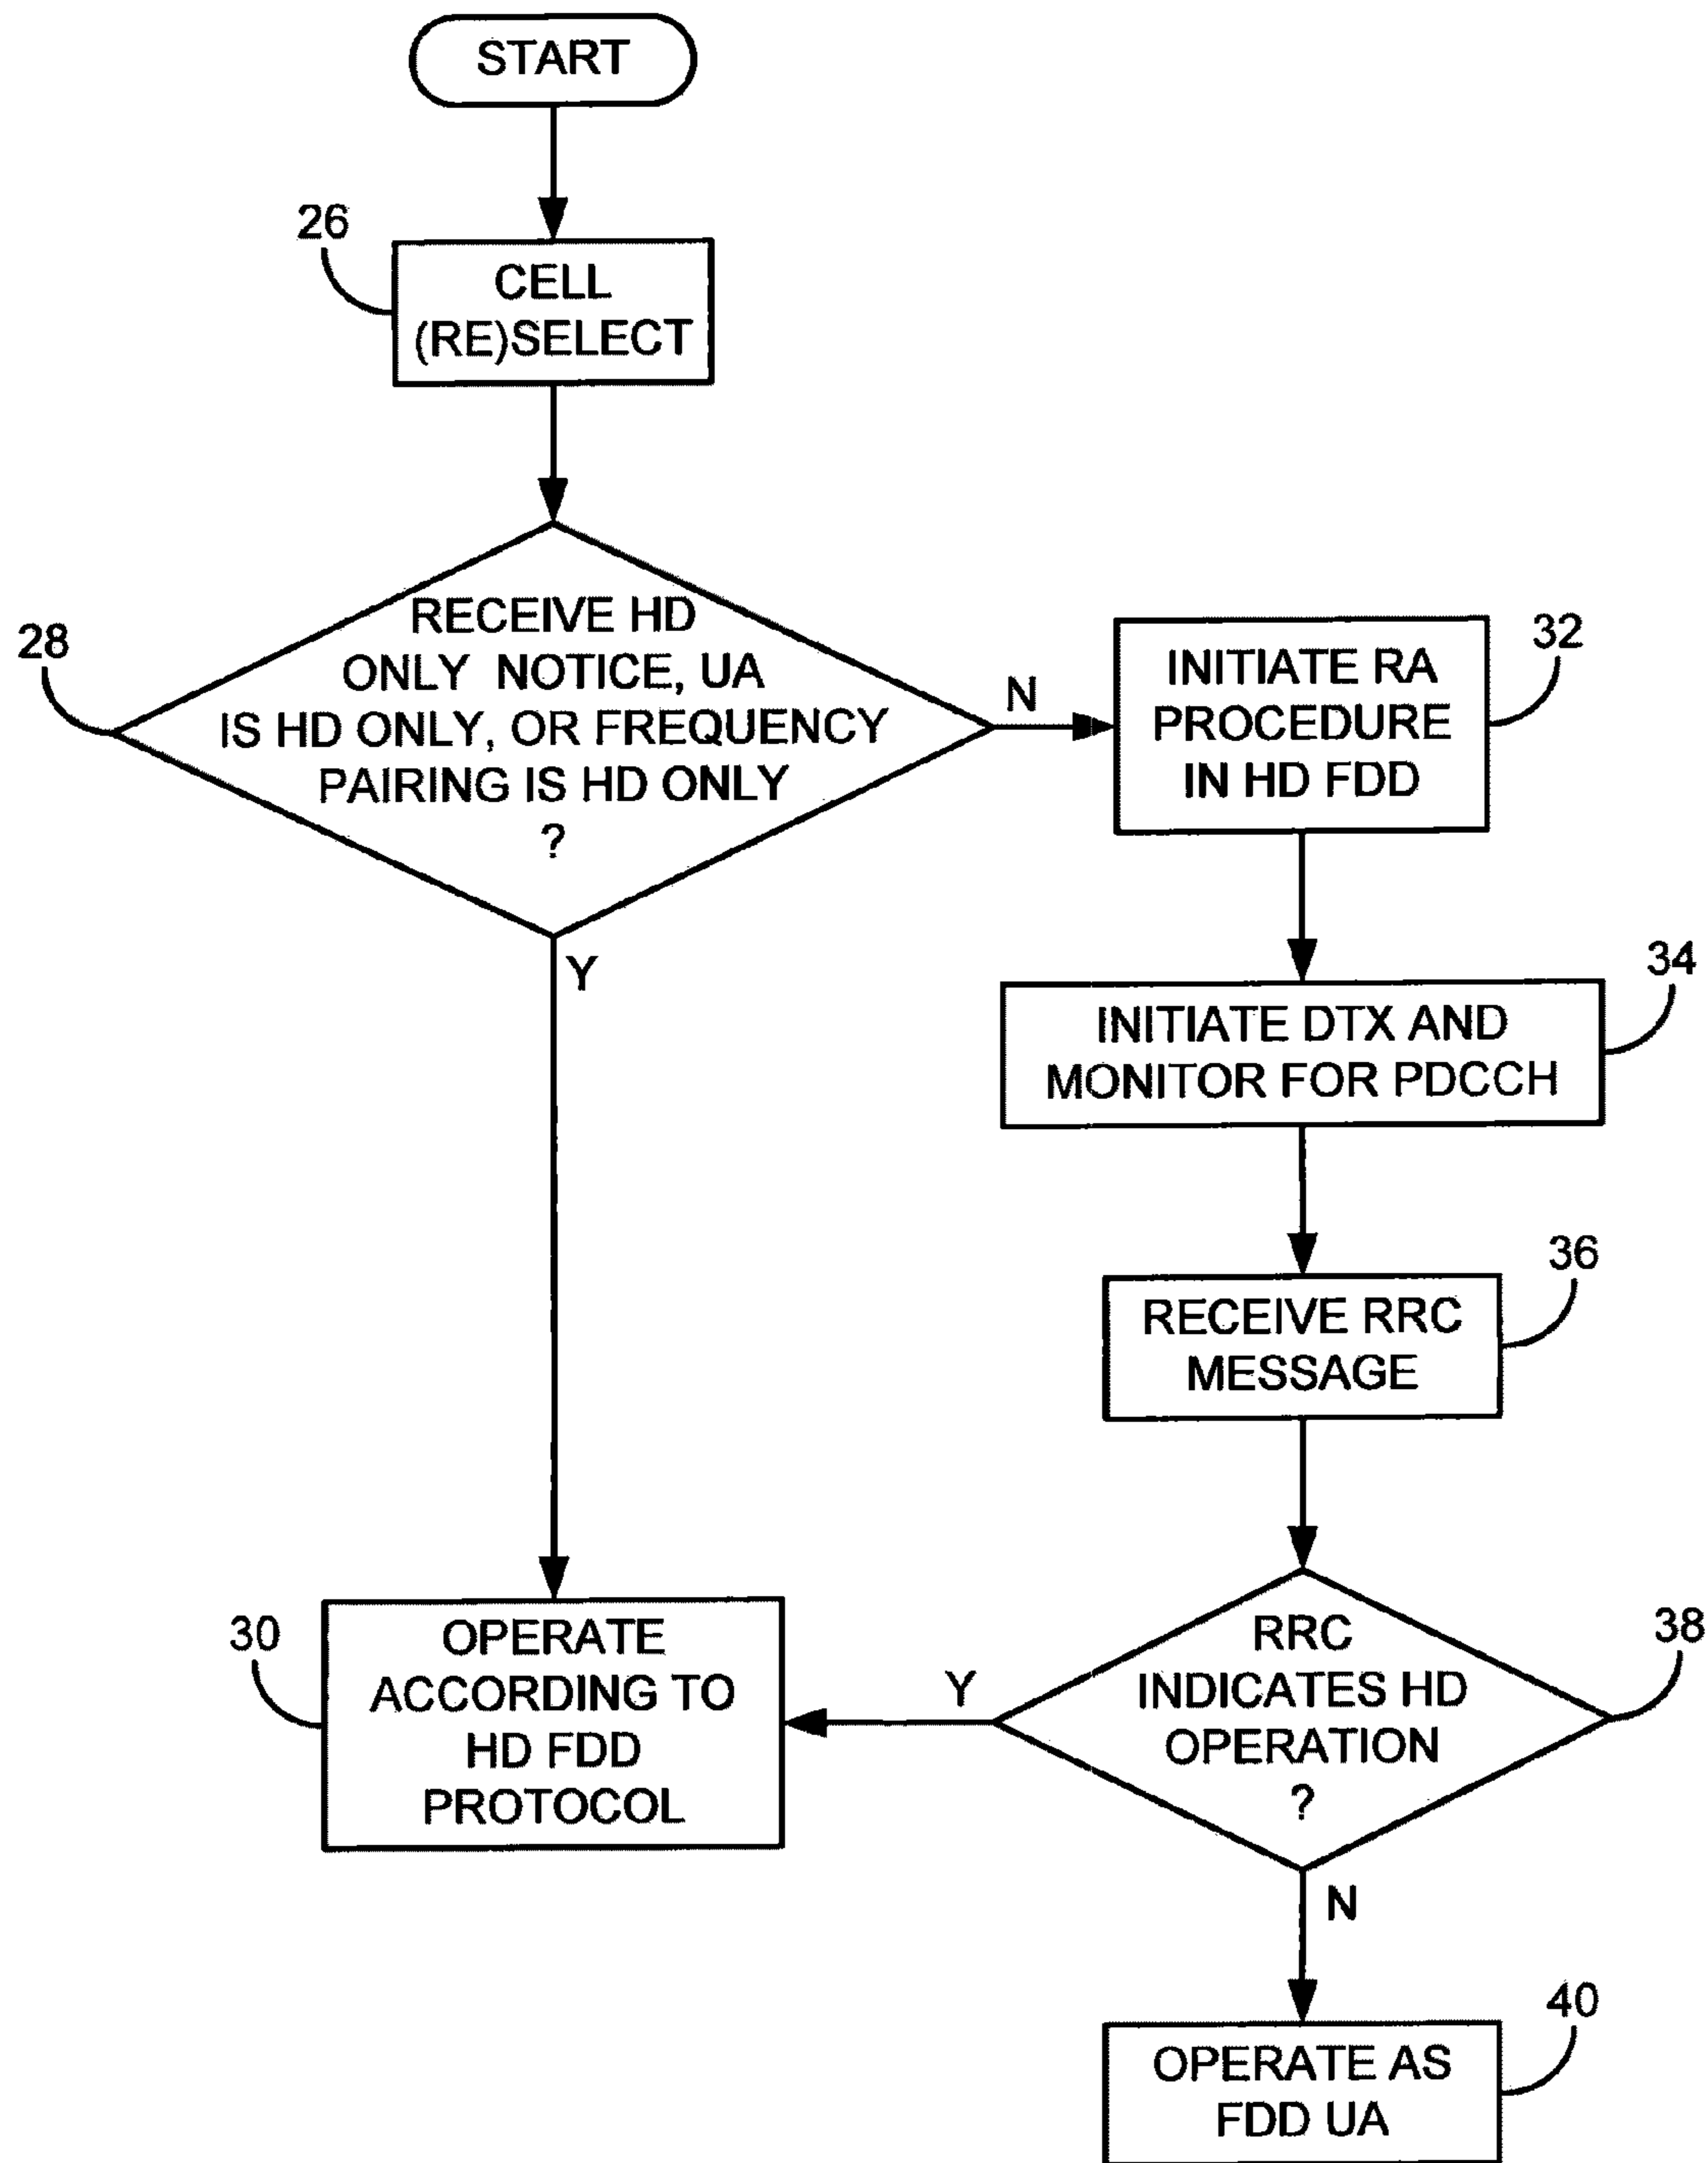 START
26
CELL
(RE)SELECT
28
RECEIVE HD
ONLY NOTICE, UA
IS HD ONLY, OR FREQUENCY
PAIRING IS HD ONLY
?
N
Y
32
INITIATE RA
PROCEDURE
IN HD FDD
34
INITIATE DTX AND
MONITOR FOR PDCCH
36
RECEIVE RRC
MESSAGE
38
RRC
INDICATES HD
OPERATION
?
Y
N
30
OPERATE
ACCORDING TO
HD FDD
PROTOCOL
40
OPERATE AS
FDD UA